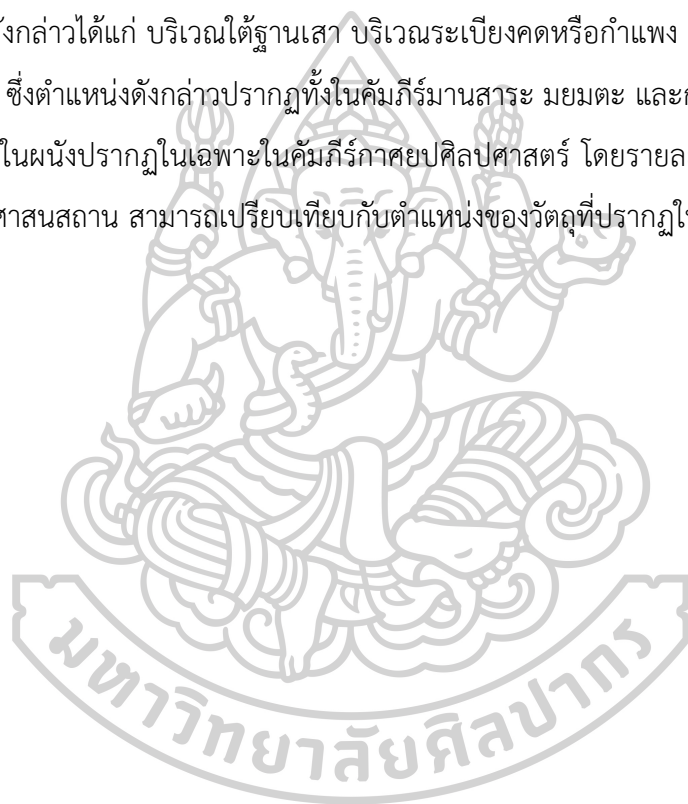 งกล่าวได้แก่ บริเวณใต้ฐานเสา บริเวณระเบียงคดหรือกำแพง
ซึ่งตำแหน่งดังกล่าวปรากฏทั้งในคัมภีร์มานสาระ มยมตะ และ
ในผนังปรากฏในเฉพาะในคัมภีร์กาศยปศิลปศาสตร์ โดยราย
ศาสนสถาน สามารถเปรียบเทียบกับตำแหน่งของวัตถุที่ปรากฏ
มหาวิทยาลัยศิลปากร